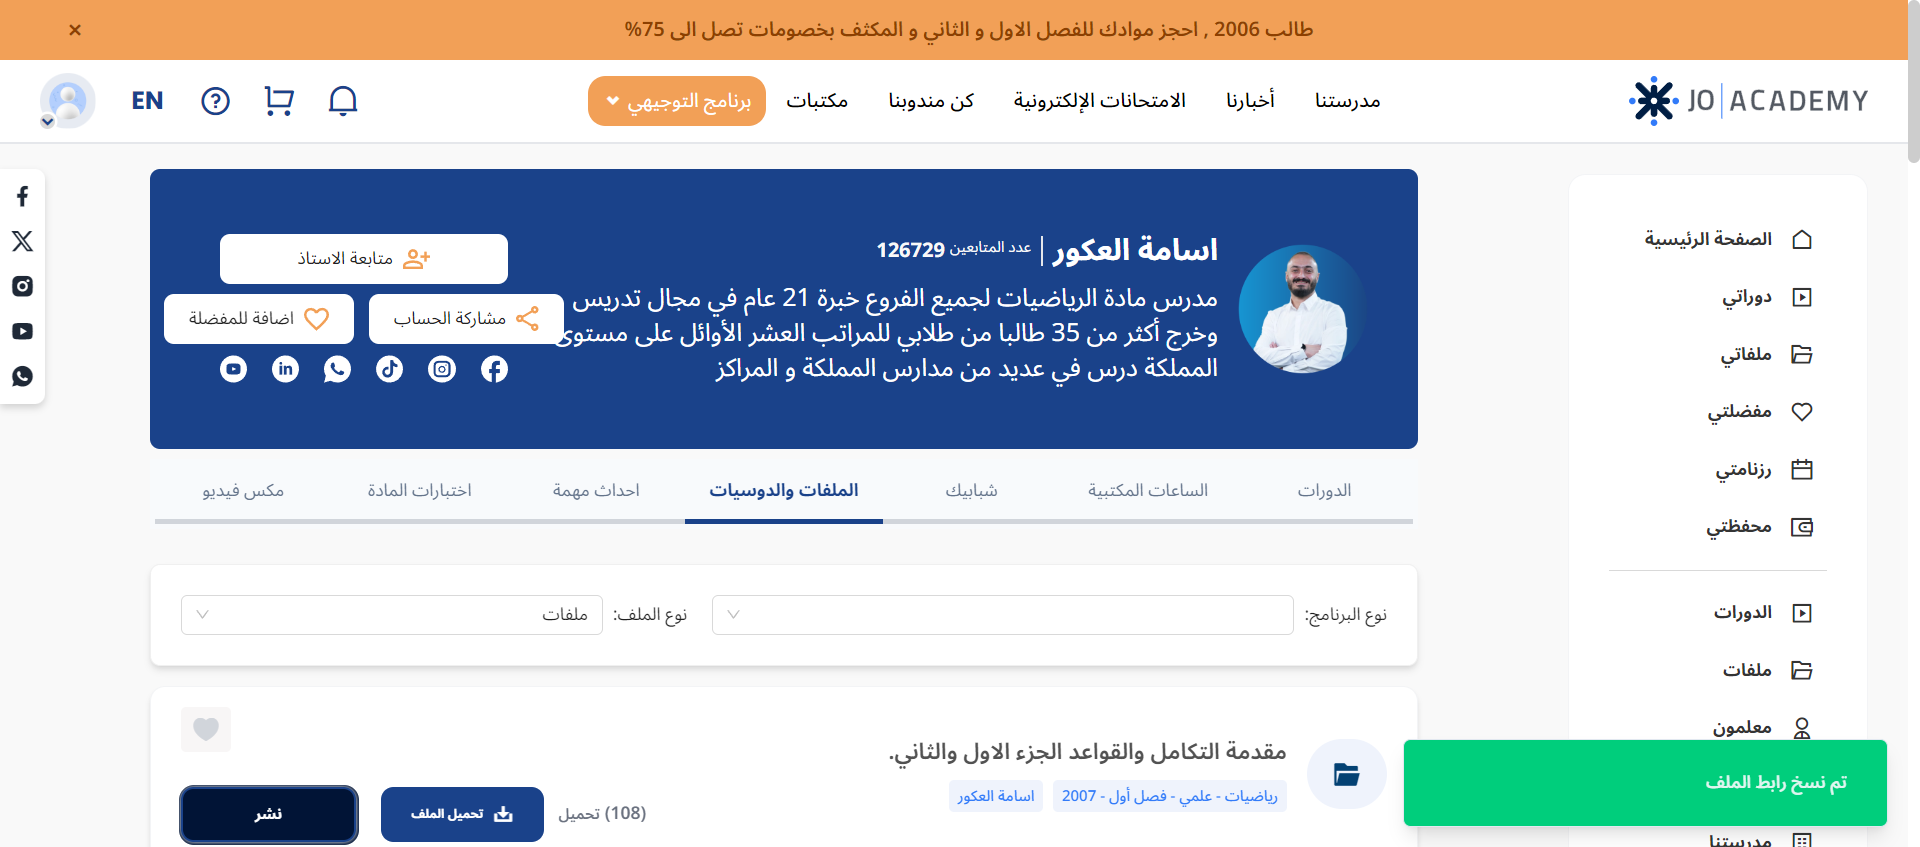 طالب 2006 , احجز موادك للفصل الاول و الثاني و المكثف بخصومات تصل الى 75%
JO ACADEMY
مدرستنا
أخبارنا
الامتحانات الإلكترونية
كن مندوبنا
مكتبات
برنامج التوجيهي
EN
الصفحة الرئيسية
دوراتي
ملفاتي
مفضلتي
رزنامتي
محفظتي
الدورات
ملفات
معلمون
مدرستنا
اسامة العكور
عدد المتابعين 126729
مدرس مادة الرياضيات لجميع الفروع خبرة 21 عام في مجال تدريس
وخرج أكثر من 35 طالبا من طلابي للمراتب العشر الأوائل على مستوى
المملكة درس في عديد من مدارس المملكة و المراكز
متابعة الاستاذ
مشاركة الحساب
اضافة للمفضلة
الدورات
الساعات المكتبية
شبابيك
الملفات والدوسيات
احداث مهمة
اختبارات المادة
مكس فيديو
نوع البرنامج:
نوع الملف:
ملفات
مقدمة التكامل والقواعد الجزء الاول والثاني.
رياضيات - علمي - فصل أول - 2007
اسامة العكور
(108) تحميل
تحميل الملف
نشر
تم نسخ رابط الملف